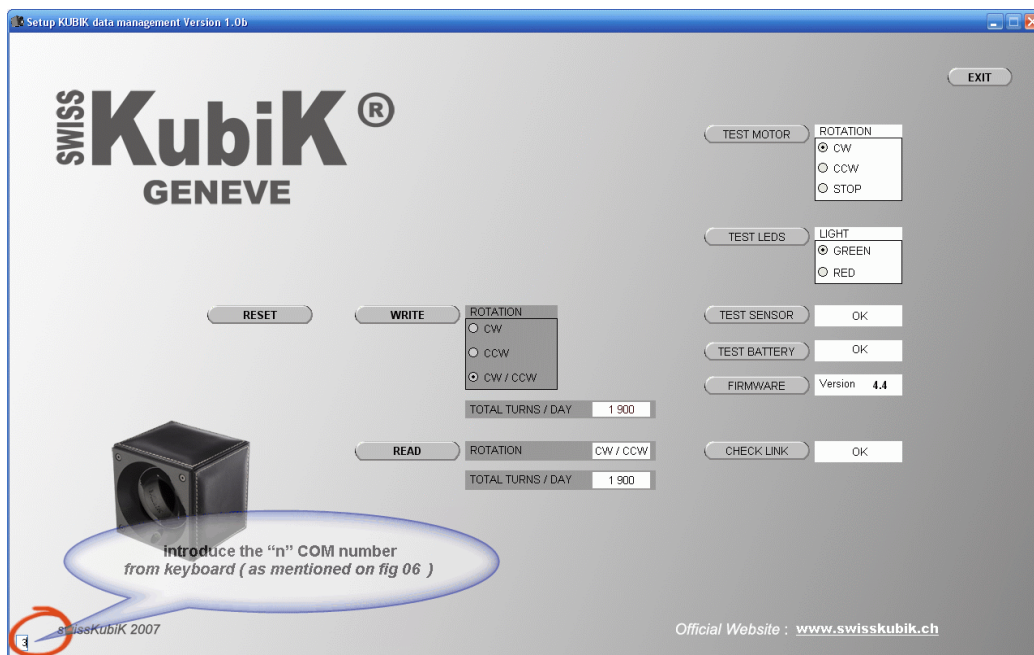 Setup KUBIK data management Version 1.0b
EXIT
SWISS
KubiK ®
GENEVE
TEST MOTOR
ROTATION
CW
CCW
STOP
TEST LEDS
LIGHT
GREEN
RED
RESET
WRITE
ROTATION
CW
CCW
CW / CCW
TOTAL TURNS / DAY 1 900
TEST SENSOR OK
TEST BATTERY OK
FIRMWARE Version 4.4
READ
ROTATION CW / CCW
TOTAL TURNS / DAY 1 900
CHECK LINK OK
introduce the “n” COM number
from keyboard ( as mentioned on fig 06 )
3
swissKubiK 2007
Official Website : www.swisskubik.ch